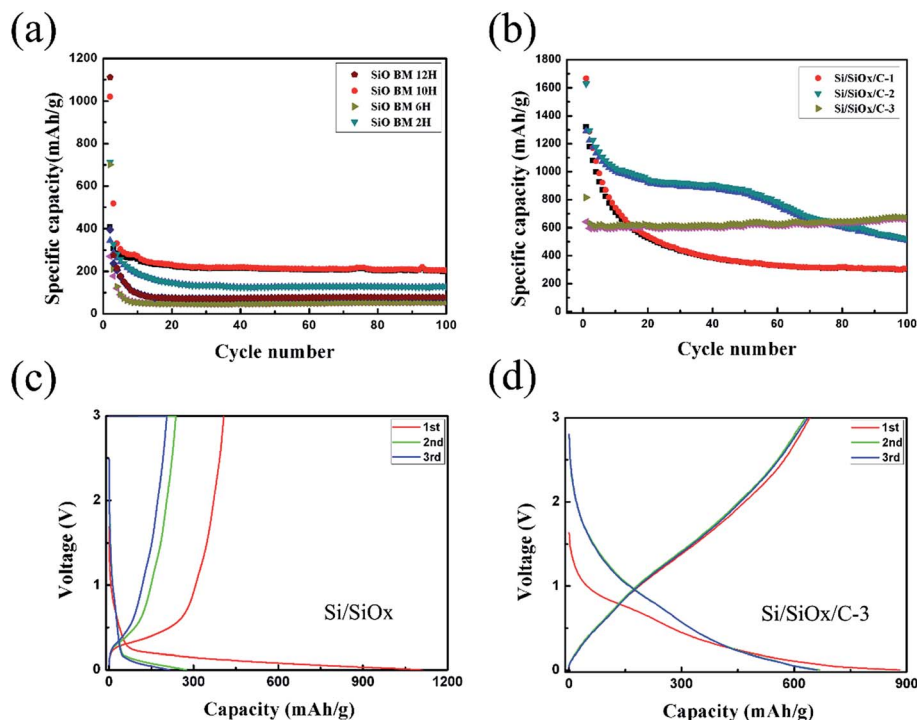 (a)
1200
1000
800
600
400
200
0
0 20 40 60 80 100
Specific capacity(mAh/g)
Cycle number
SiO BM 12H
SiO BM 10H
SiO BM 6H
SiO BM 2H
(b)
1800
1600
1400
1200
1000
800
600
400
200
0
0 20 40 60 80 100
Specific capacity (mAh/g)
Cycle number
Si/SiOx/C-1
Si/SiOx/C-2
Si/SiOx/C-3
(c)
3
2
1
0
0 300 600 900 1200
Voltage (V)
Capacity (mAh/g)
1st
2nd
3rd
Si/SiOx
(d)
3
2
1
0
0 300 600 900
Voltage (V)
Capacity (mAh/g)
1st
2nd
3rd
Si/SiOx/C-3